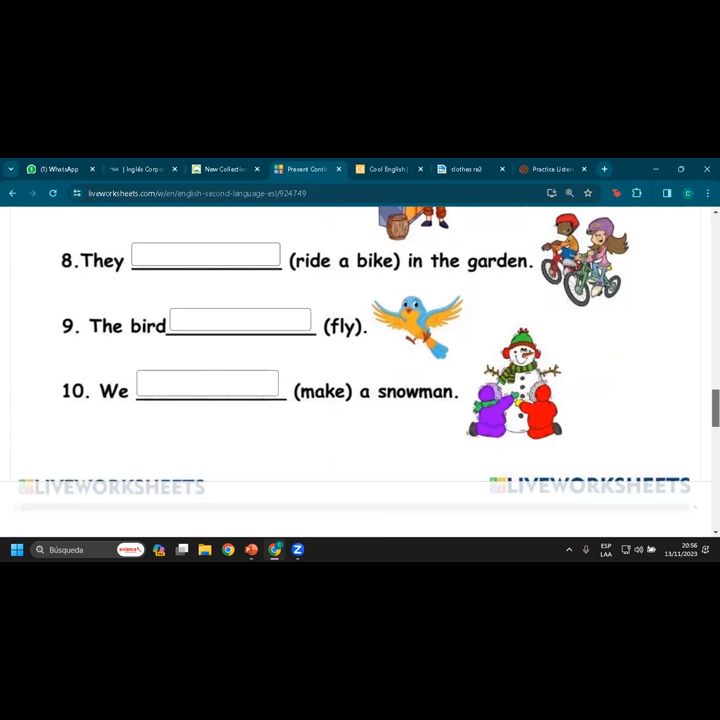 (1) WhatsApp
| Inglés Corpor
New Collection
Present Contin
Cool English (
clothes re2
Practice Listen
liveworksheets.com/w/en/english-second-language-esl/924749
8.They (ride a bike) in the garden.
9. The bird (fly).
10. We (make) a snowman.
LIVEWORKSHEETS
LIVEWORKSHEETS
Búsqueda
avianca
ESP
LAA
20:56
13/11/2023